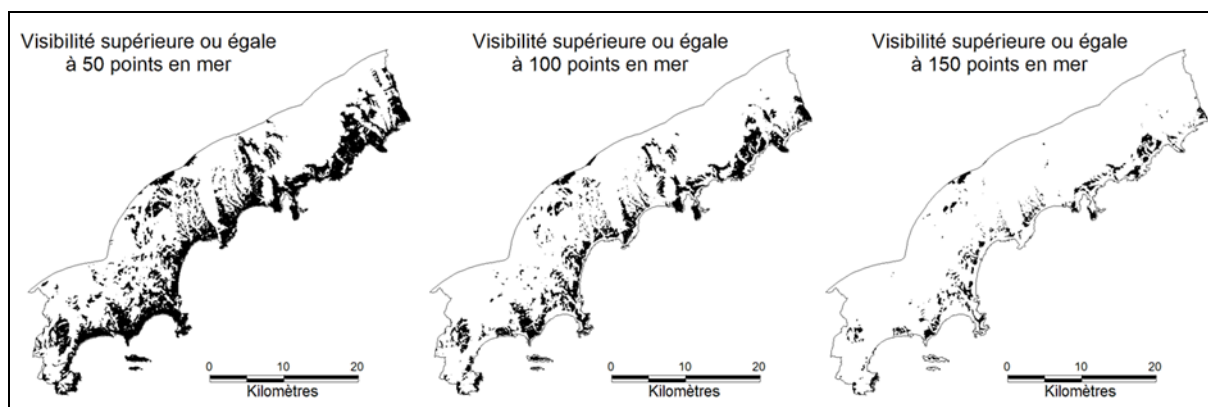 Visibilité supérieure ou égale
à 50 points en mer
0 10 20
Kilomètres
Visibilité supérieure ou égale
à 100 points en mer
0 10 20
Kilomètres
Visibilité supérieure ou égale
à 150 points en mer
0 10 20
Kilomètres